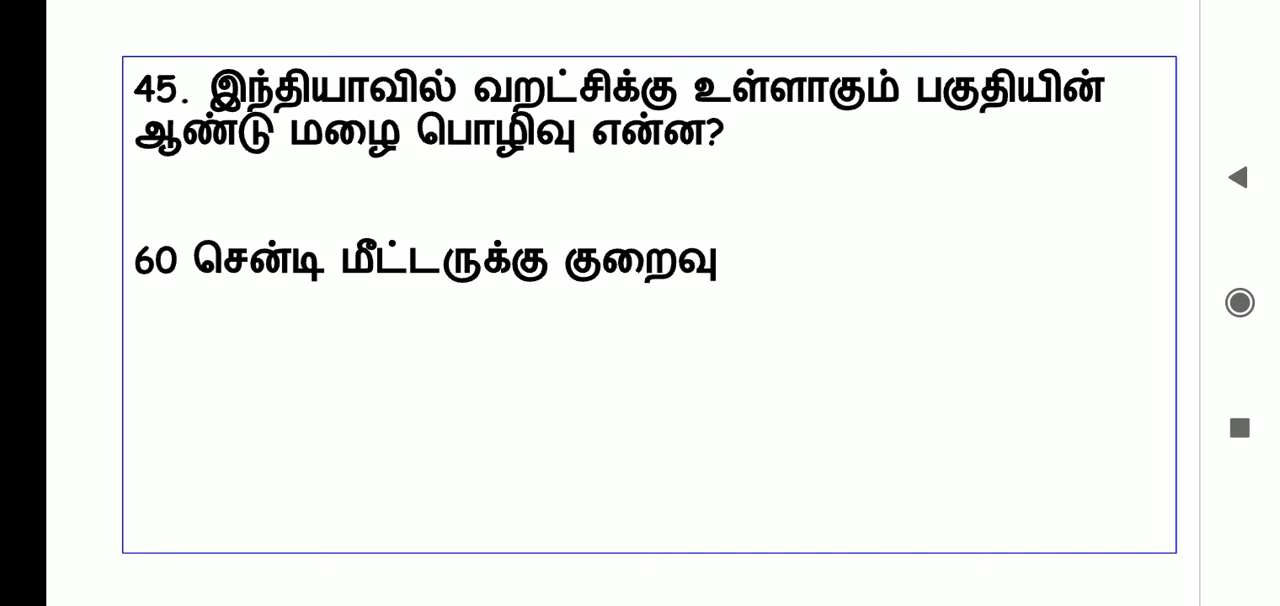 45. இந்தியாவில் வறட்சிக்கு உள்ளாகும் பகுதியின்
ஆண்டு மழை பொழிவு என்ன?
60 சென்டி மீட்டருக்கு குறைவு